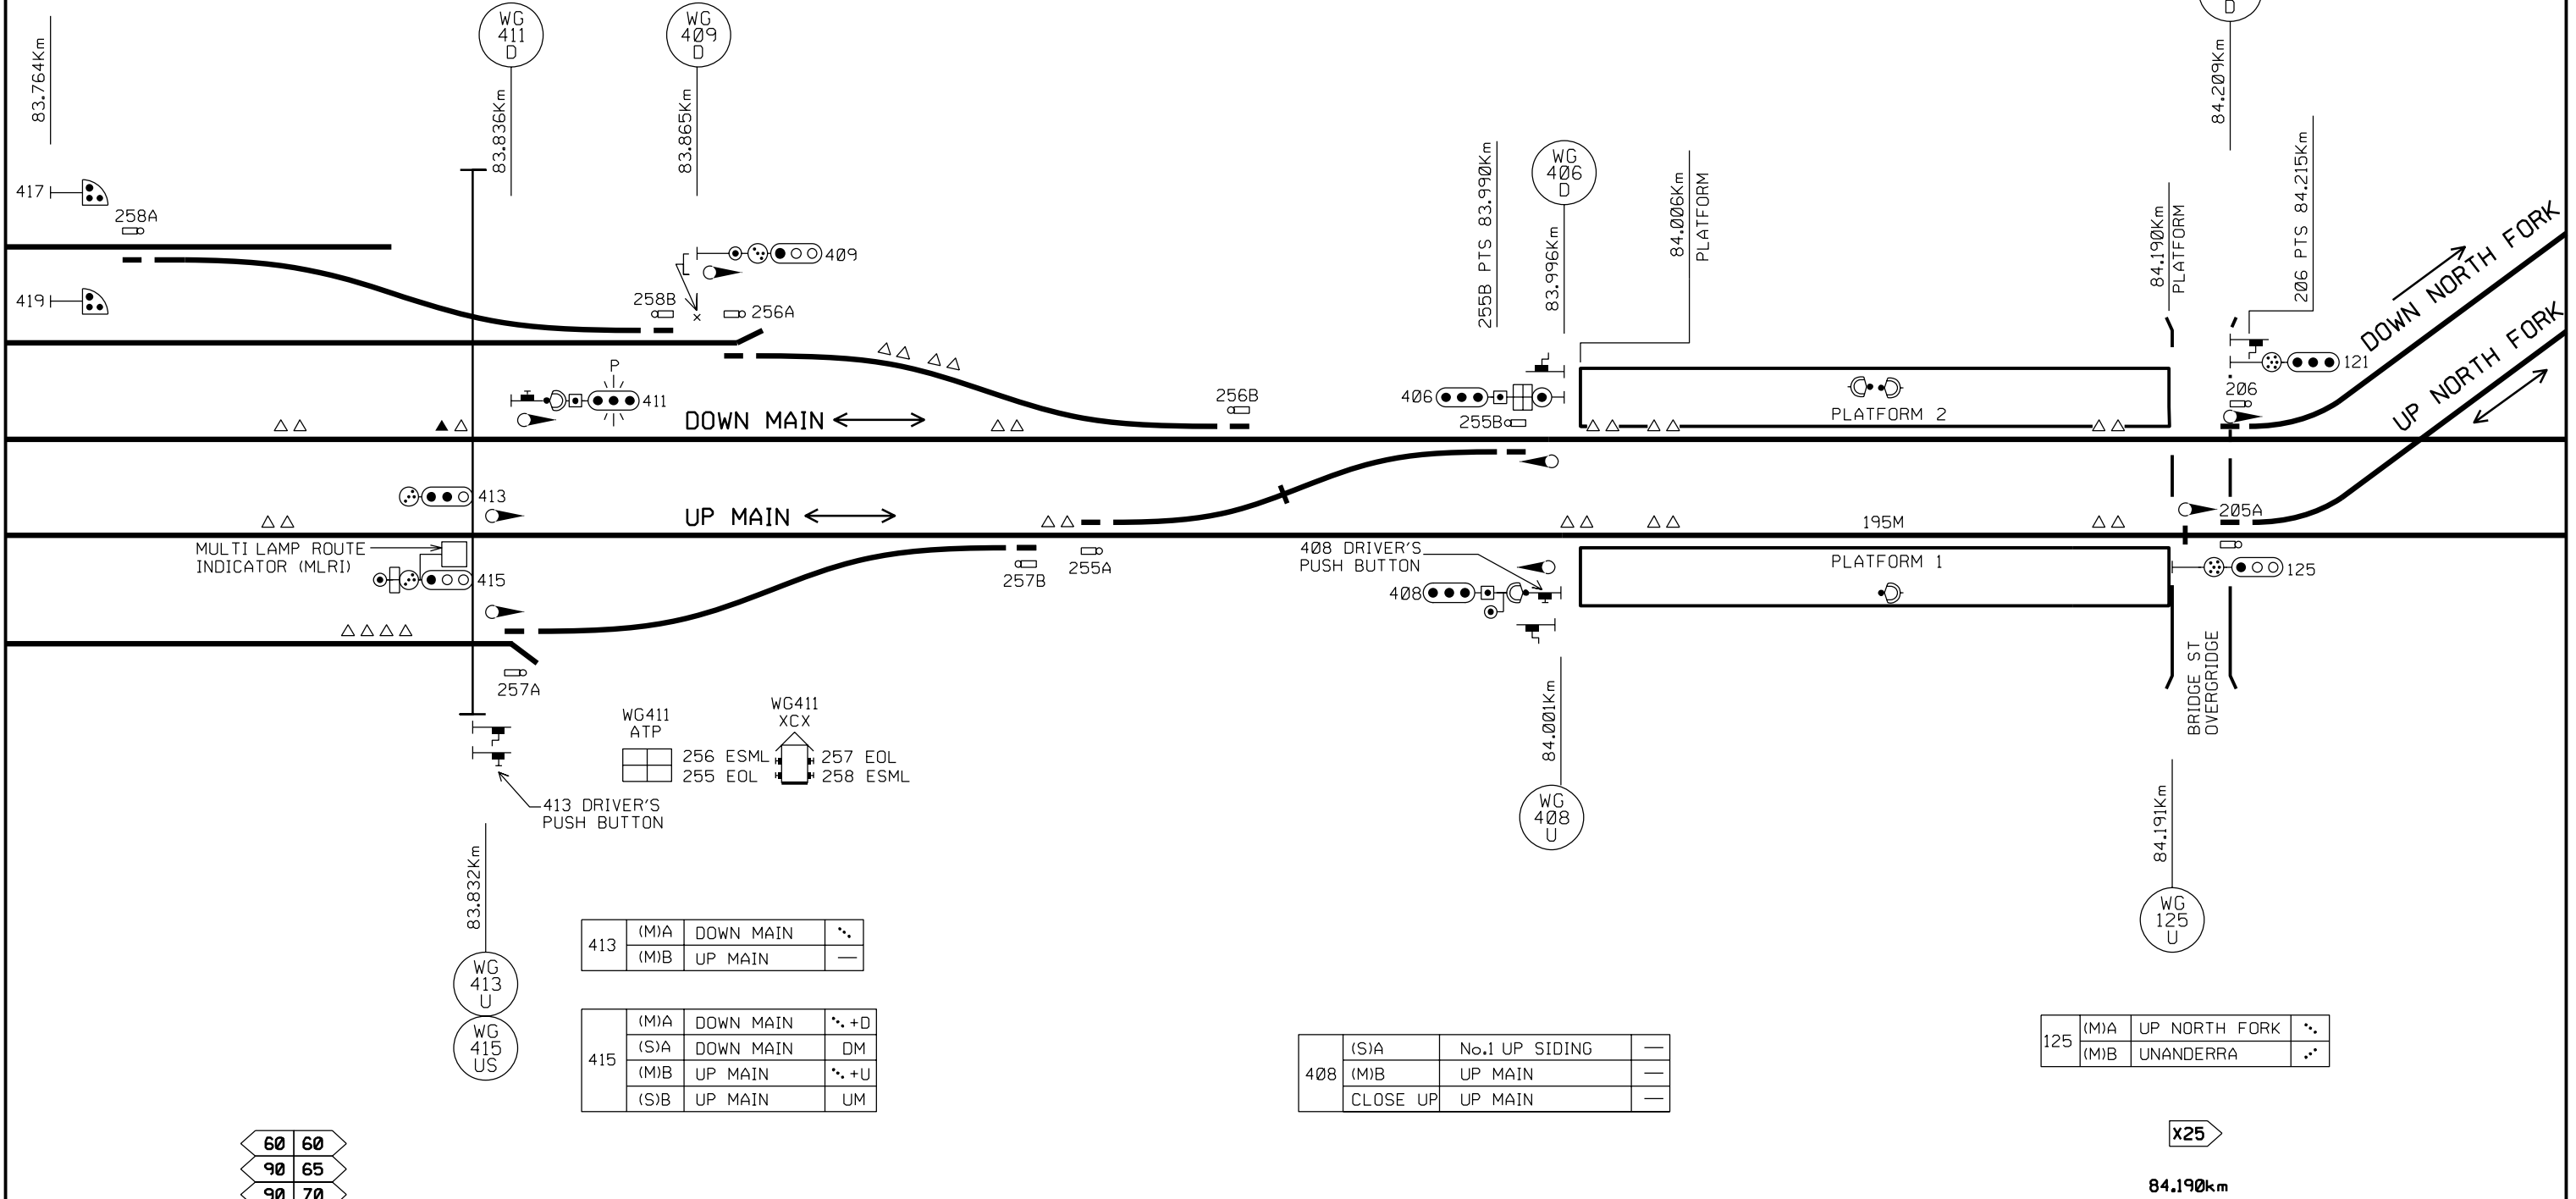 WG
411
D
WG
409
D
D
83.764Km
83.836Km
83.865Km
84.209Km
417
258A
419
258B
256A
409
P
411
DOWN MAIN
256B
255B PTS 83.990Km
WG
406
D
83.996Km
84.006Km
PLATFORM
406
255B
PLATFORM 2
84.190Km
PLATFORM
206 PTS 84.215Km
121
206
DOWN NORTH FORK
UP NORTH FORK
413
UP MAIN
195M
205A
MULTI LAMP ROUTE
INDICATOR (MLRI)
415
257B
255A
408 DRIVER'S
PUSH BUTTON
408
PLATFORM 1
125
257A
BRIDGE ST
OVERGRIDGE
WG411
ATP
256 ESML
255 EOL
WG411
XCX
257 EOL
258 ESML
413 DRIVER'S
PUSH BUTTON
84.001Km
WG
408
U
83.832Km
84.191Km
WG
125
U
WG
413
U
WG
415
US
413
(M)A DOWN MAIN
(M)B UP MAIN —
415
(M)A DOWN MAIN +D
(S)A DOWN MAIN DM
(M)B UP MAIN +U
(S)B UP MAIN UM
408
(S)A No.1 UP SIDING —
(M)B UP MAIN —
CLOSE UP UP MAIN —
125
(M)A UP NORTH FORK
(M)B UNANDERRA
60 60
90 65
90 70
X25
84.190km